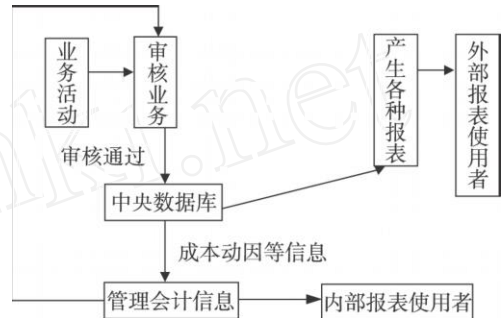 业务活动
审核业务
产生各种报表
外部报表使用者
审核通过
中央数据库
成本动因等信息
管理会计信息
内部报表使用者